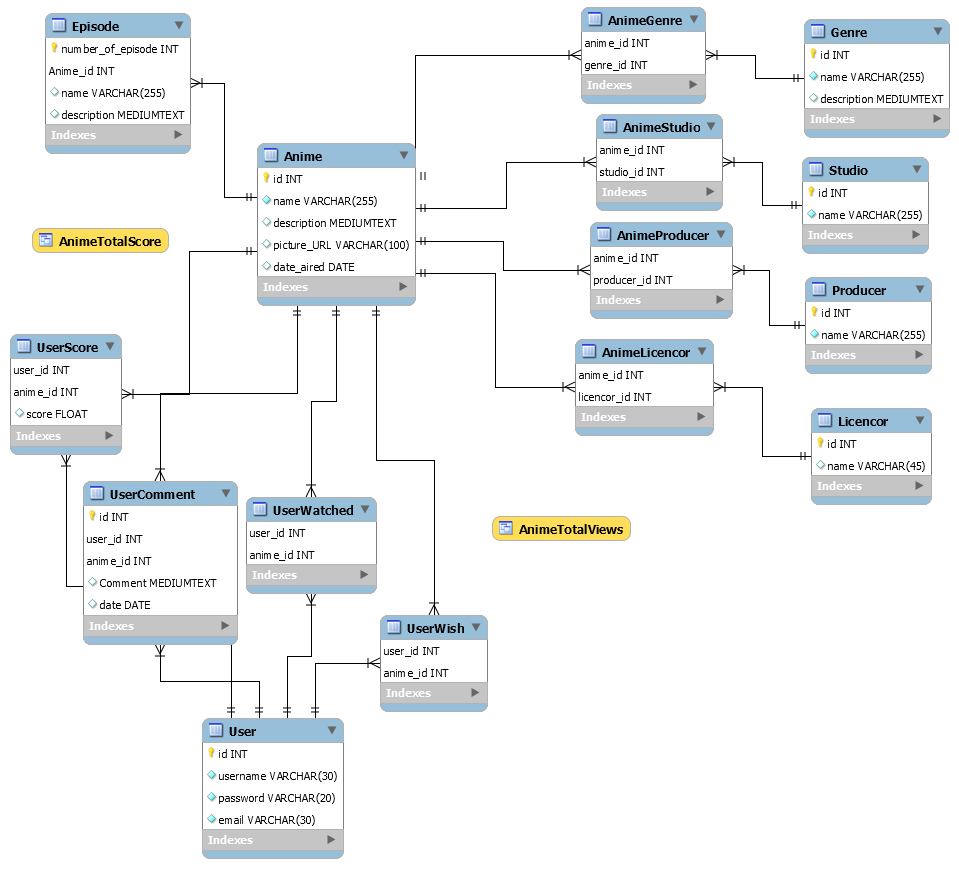 Episode
number_of_episode INT
Anime_id INT
name VARCHAR(255)
description MEDIUMTEXT
Indexes
AnimeGenre
anime_id INT
genre_id INT
Indexes
Genre
id INT
name VARCHAR(255)
description MEDIUMTEXT
Indexes
Anime
id INT
name VARCHAR(255)
description MEDIUMTEXT
picture_URL VARCHAR(100)
date_aired DATE
Indexes
AnimeStudio
anime_id INT
studio_id INT
Indexes
Studio
id INT
name VARCHAR(255)
Indexes
AnimeTotalScore
AnimeProducer
anime_id INT
producer_id INT
Indexes
Producer
id INT
name VARCHAR(255)
Indexes
UserScore
user_id INT
anime_id INT
score FLOAT
Indexes
AnimeLicencor
anime_id INT
licencor_id INT
Indexes
Licencor
id INT
name VARCHAR(45)
Indexes
UserComment
id INT
user_id INT
anime_id INT
Comment MEDIUMTEXT
date DATE
Indexes
UserWatched
user_id INT
anime_id INT
Indexes
AnimeTotalViews
UserWish
user_id INT
anime_id INT
Indexes
User
id INT
username VARCHAR(30)
password VARCHAR(20)
email VARCHAR(30)
Indexes